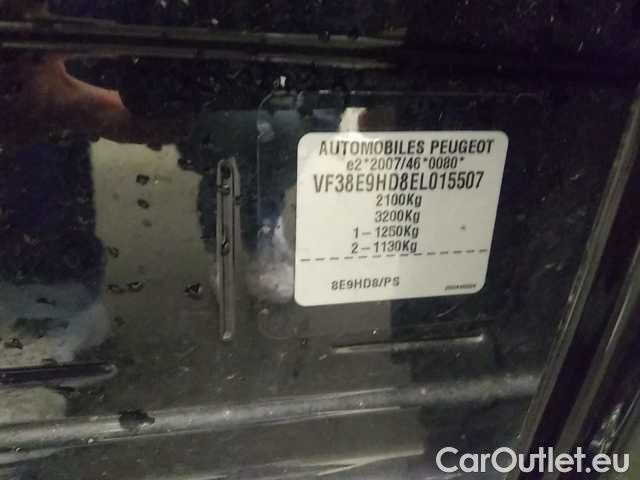 AUTOMOBILES PEUGEOT
e2*2007/46*0080*
VF38E9HD8EL015507
2100Kg
3200Kg
1-1250Kg
2-1130Kg
8E9HD8/PS
CarOutlet.eu